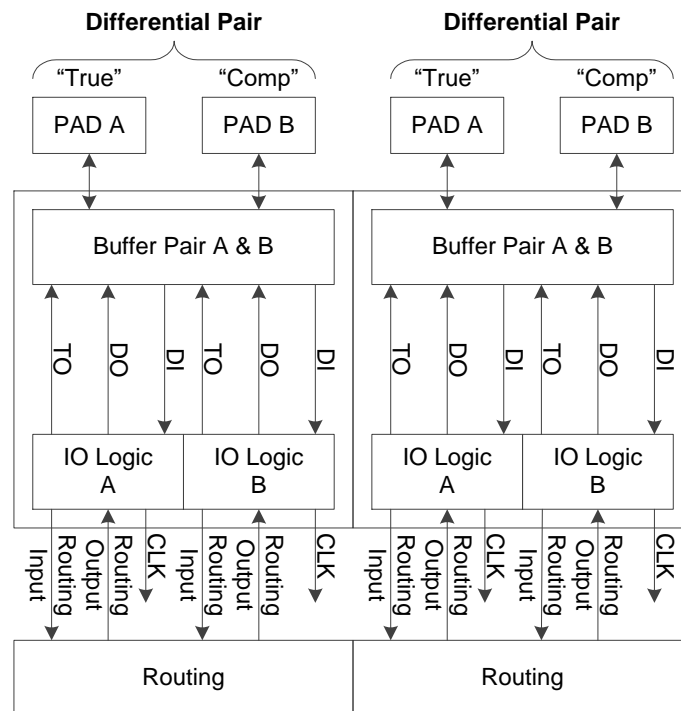 Differential Pair Differential Pair
“True” “Comp” “True” “Comp”
PAD A PAD B PAD A PAD B
Buffer Pair A & B Buffer Pair A & B
TO DO DI TO DO DI TO DO DI TO DO DI
IO Logic A IO Logic B IO Logic A IO Logic B
Routing Input Routing Output CLK Routing Input Routing Output CLK Routing Input Routing Output CLK Routing Input Routing Output CLK
Routing Routing